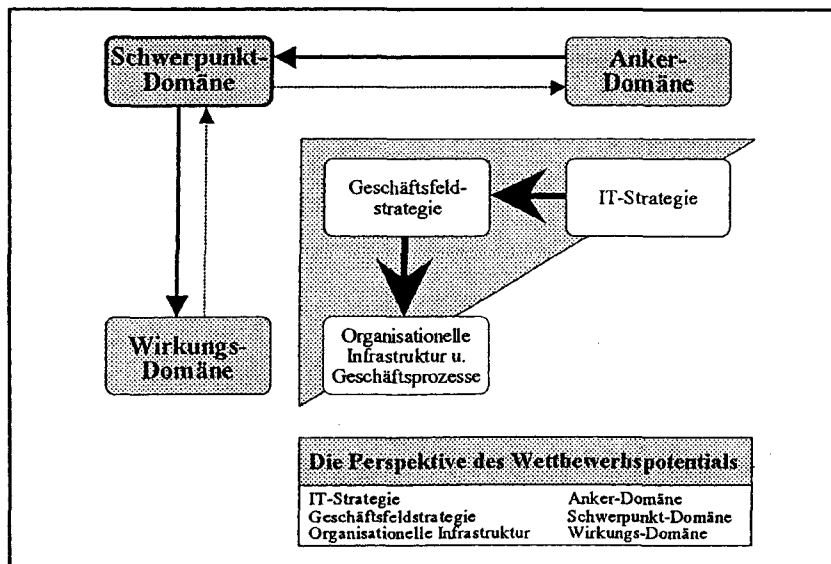 Schwerpunkt-
Domäne
Anker-
Domäne
Geschäftsfeld-
strategie
IT-Strategie
Wirkungs-
Domäne
Organisationelle
Infrastruktur u.
Geschäftsprozesse
Die Perspektive des Wettbewerbspotentials
IT-Strategie Anker-Domäne
Geschäftsfeldstrategie Schwerpunkt-Domäne
Organisationelle Infrastruktur Wirkungs-Domäne